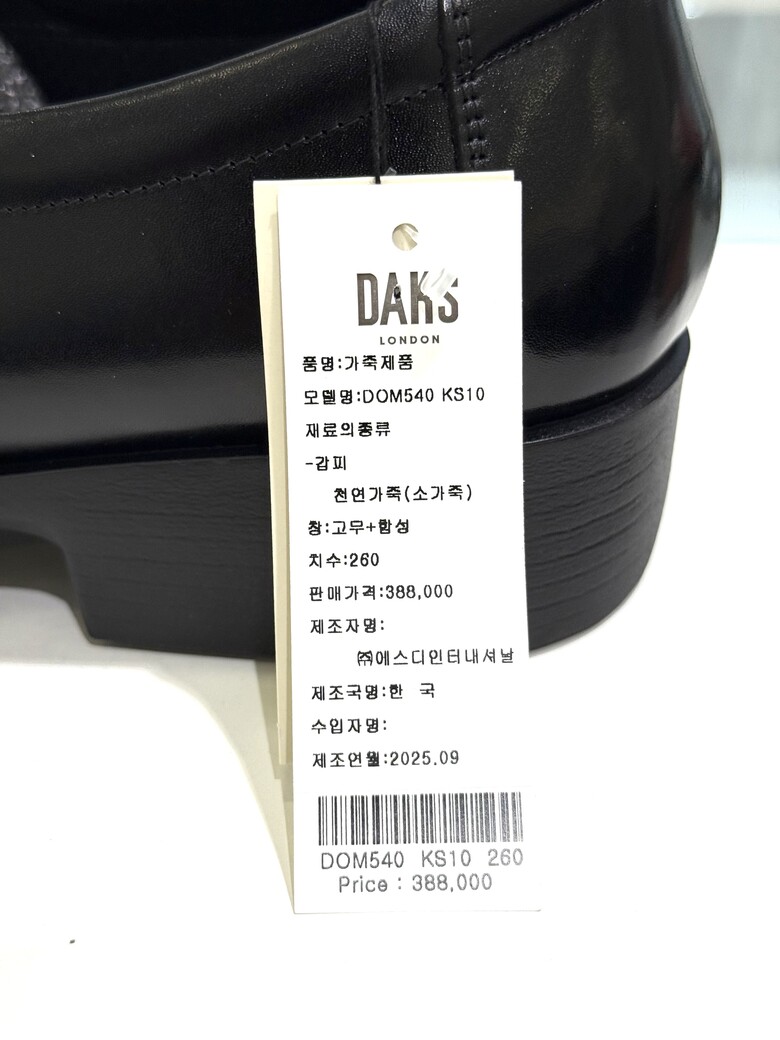 DAKS
LONDON
품명:가죽제품
모델명:DOM540 KS10
재료의종류
-갑피
천연가죽(소가죽)
창:고무+합성
치수:260
판매가격:388,000
제조자명:
㈜에스디인터내셔날
제조국명:한 국
수입자명:
제조연월:2025.09
DOM540 KS10 260
Price : 388,000